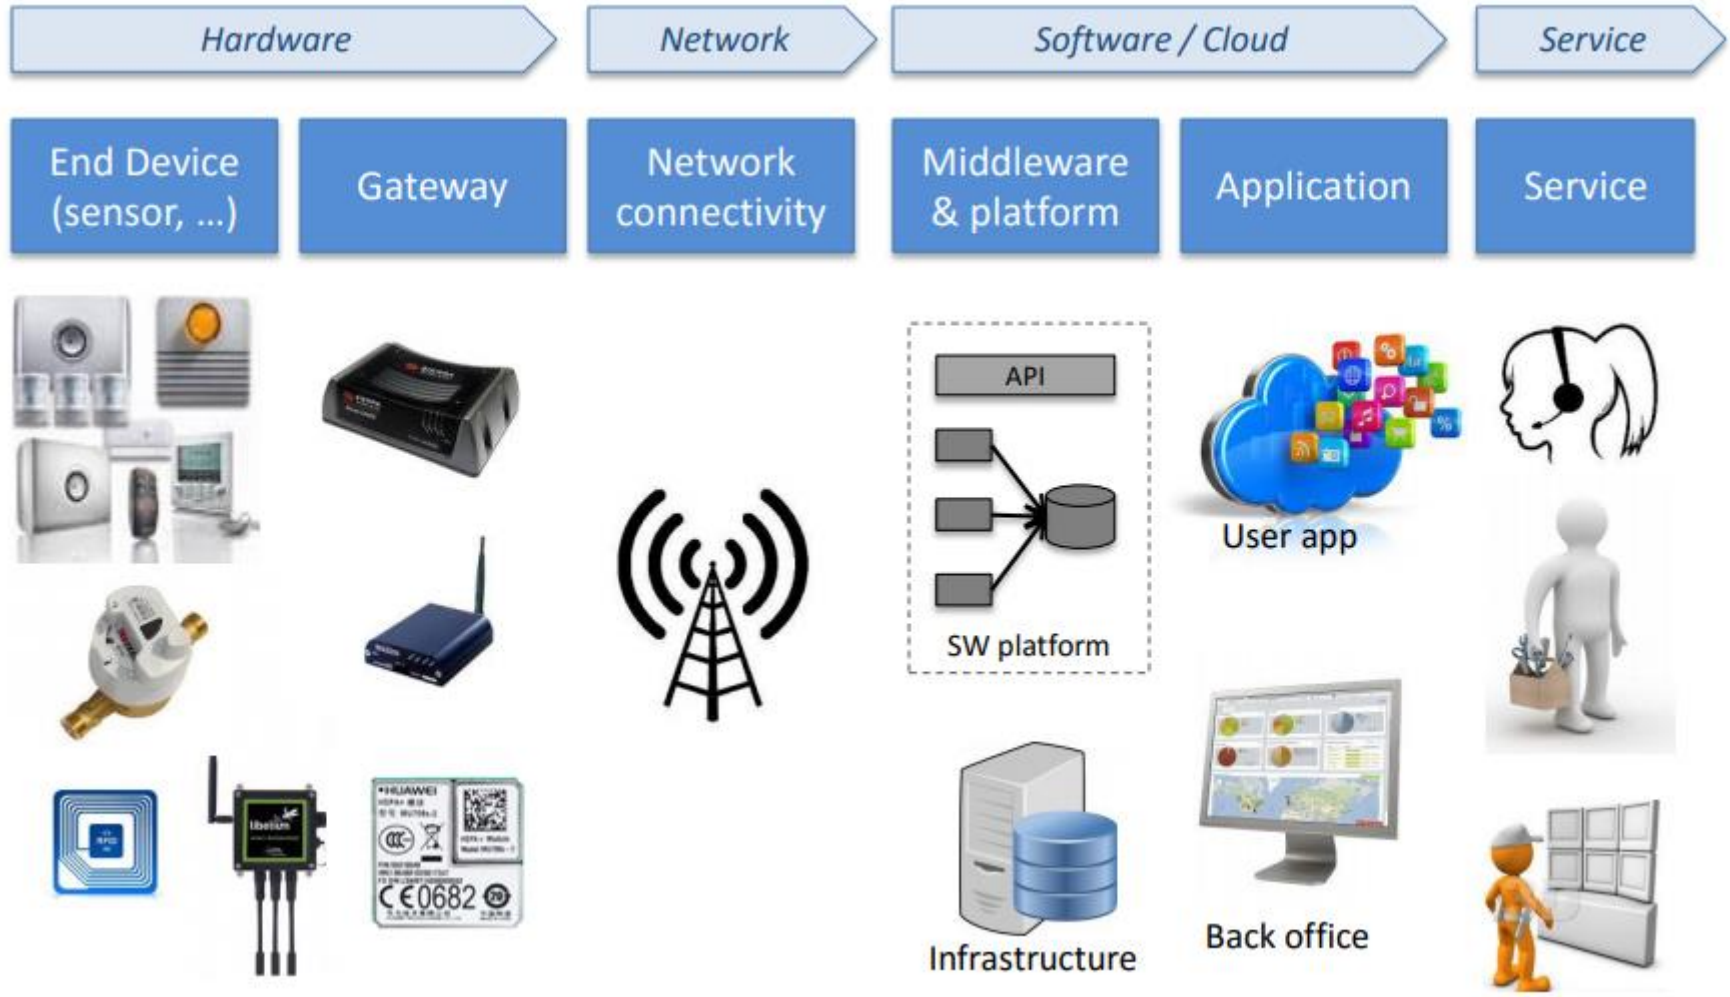 Hardware
Network
Software / Cloud
Service
End Device
(sensor, ...)
Gateway
Network
connectivity
Middleware
& platform
Application
Service
API
SW platform
Infrastructure
User app
Back office
libelium
HUAWEI
CE0682